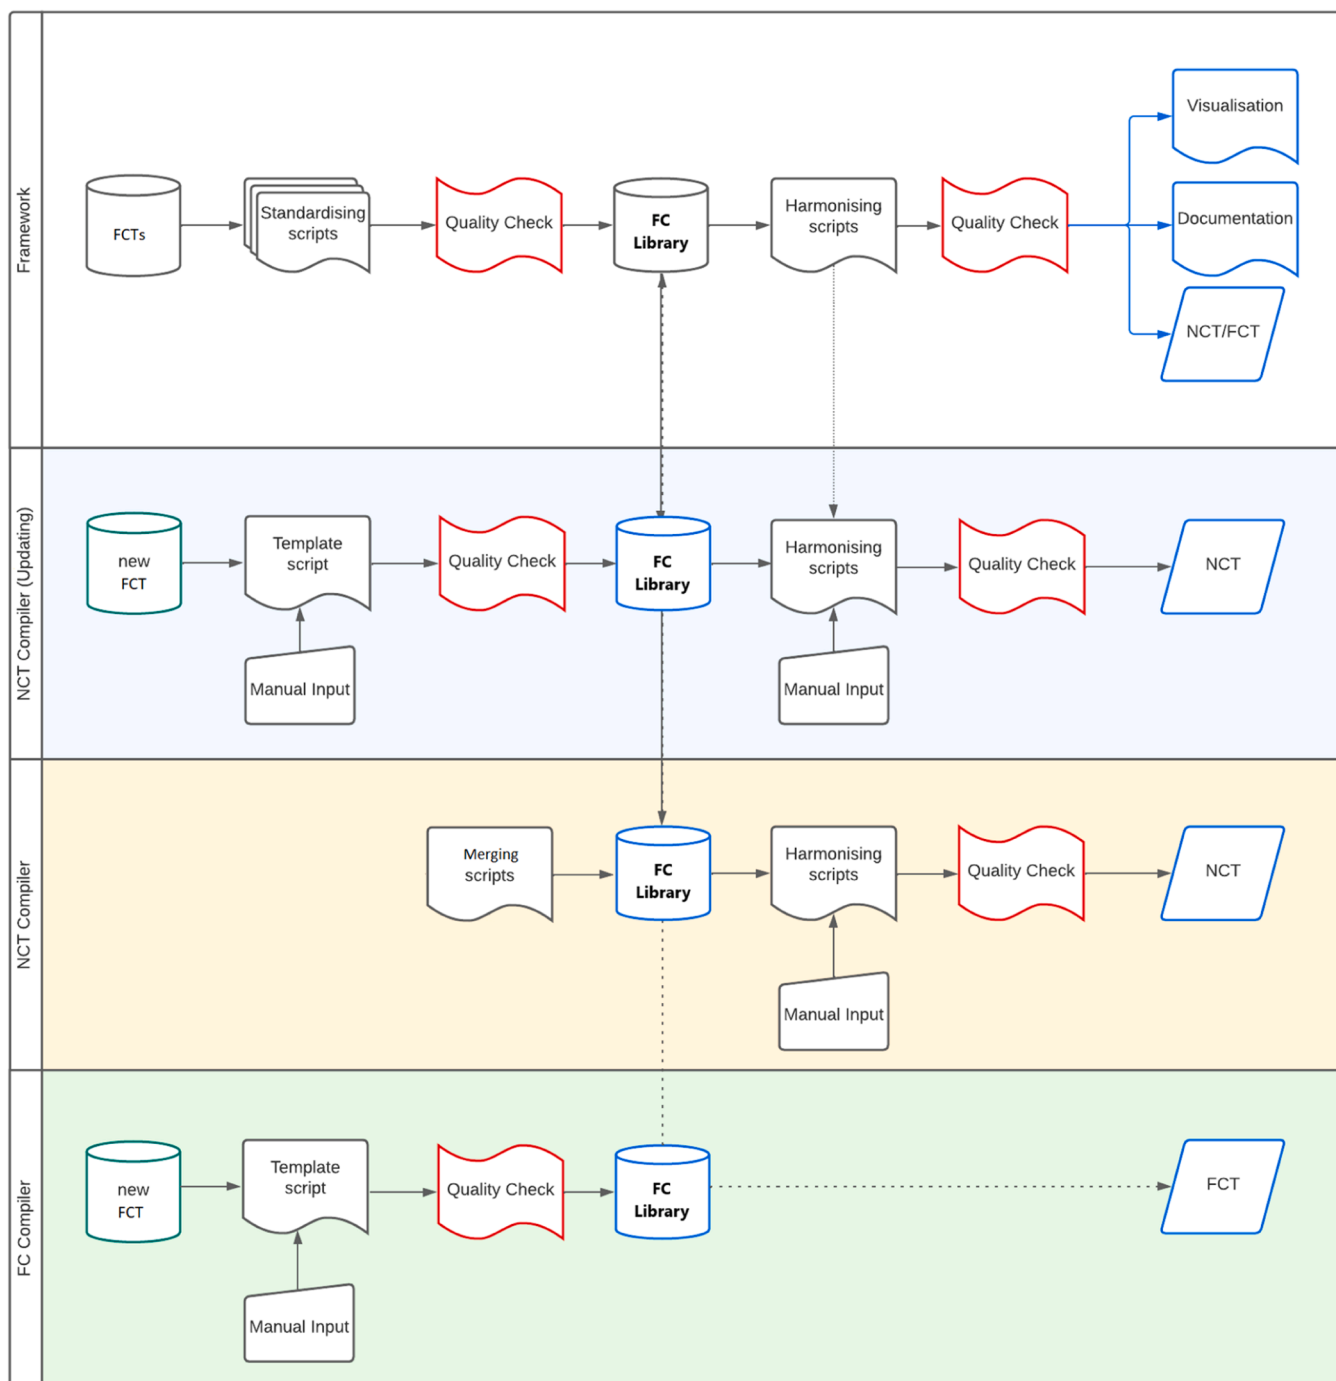 Framework
FCTs
Standardising
scripts
Quality Check
FC
Library
Harmonising
scripts
Quality Check
Visualisation
Documentation
NCT/FCT
NCT Compiler (Updating)
new
FCT
Template
script
Manual Input
Quality Check
FC
Library
Harmonising
scripts
Manual Input
Quality Check
NCT
NCT Compiler
Merging
scripts
FC
Library
Harmonising
scripts
Manual Input
Quality Check
NCT
FC Compiler
new
FCT
Template
script
Manual Input
Quality Check
FC
Library
FCT